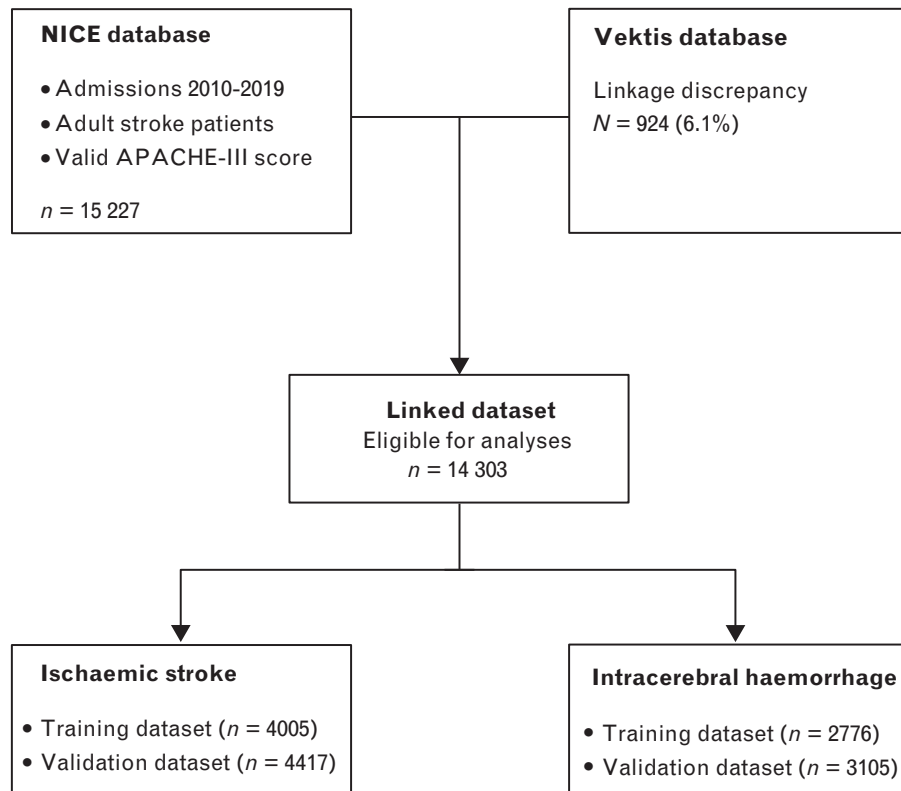 NICE database
• Admissions 2010-2019
• Adult stroke patients
• Valid APACHE-III score
n = 15 227
Vektis database
Linkage discrepancy
N = 924 (6.1%)
Linked dataset
Eligible for analyses
n = 14 303
Ischaemic stroke
• Training dataset (n = 4005)
• Validation dataset (n = 4417)
Intracerebral haemorrhage
• Training dataset (n = 2776)
• Validation dataset (n = 3105)